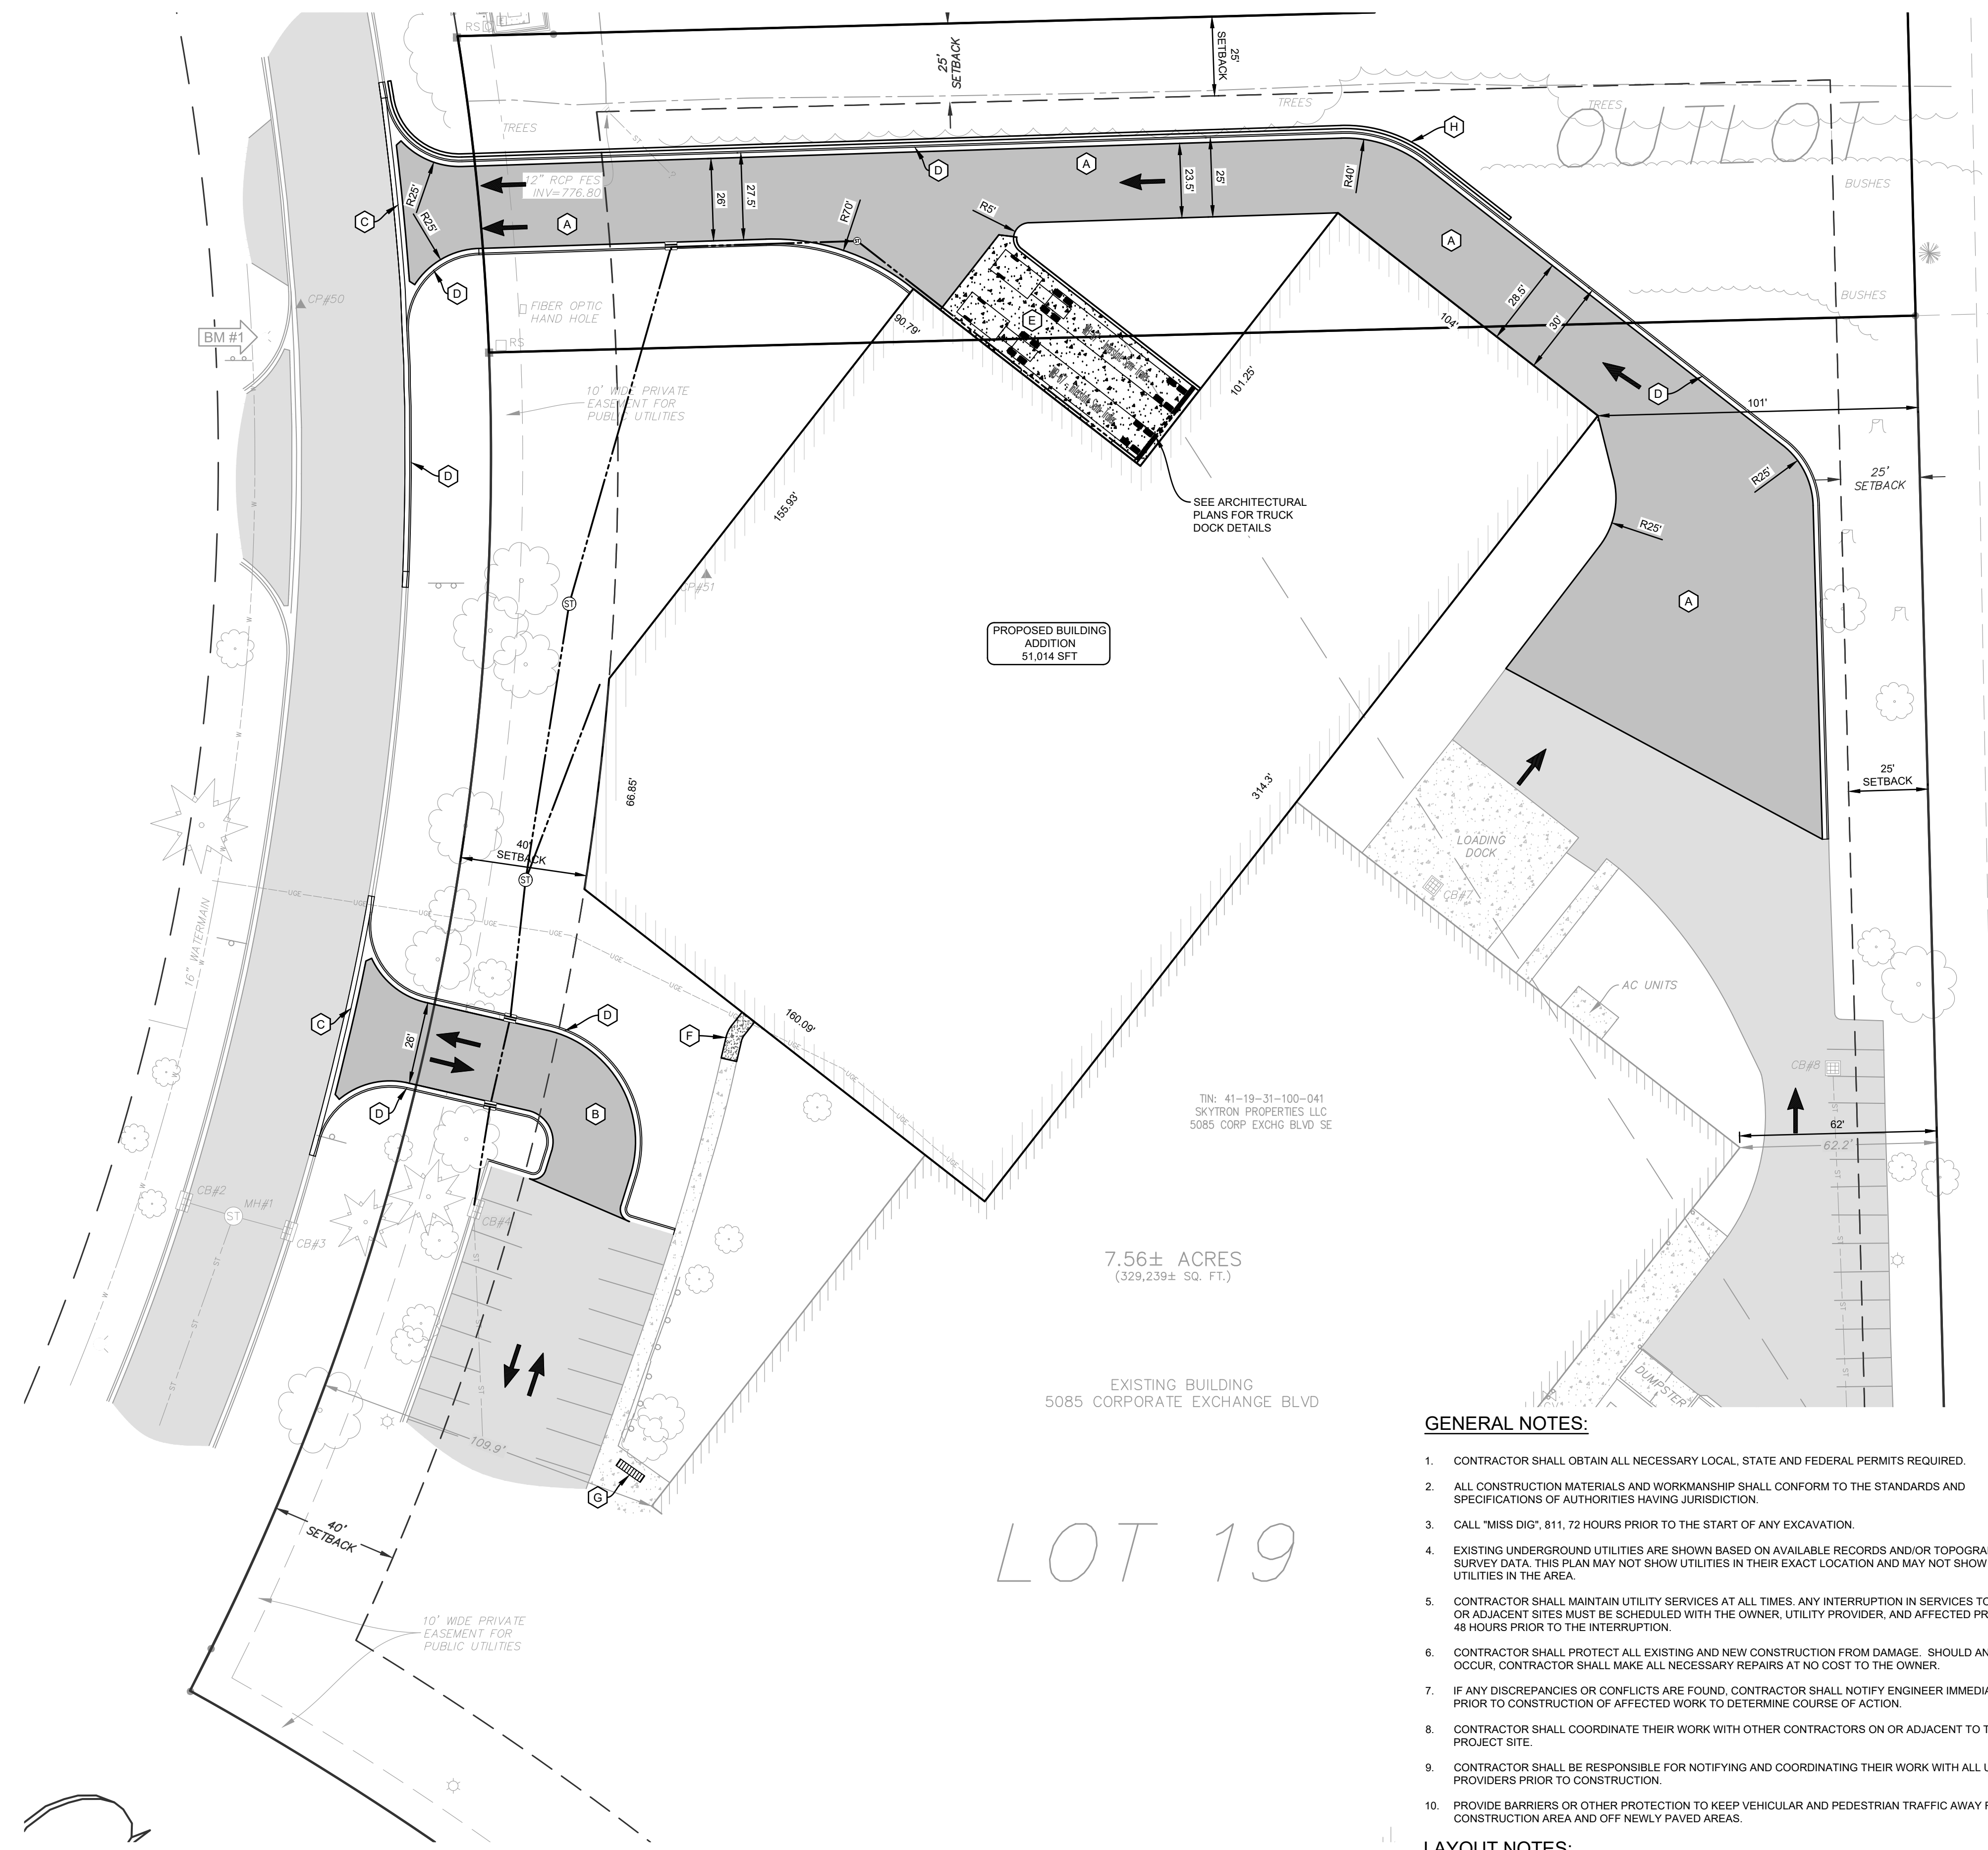 RS
25'
SETBACK
25'
SETBACK
TREES
TREES
TREES
OUTLOT
H
D
A
12" RCP FES
INV=776.80
26'
27.5'
23.5'
25'
R40'
BUSHES
R25'
R25'
C
A
R70'
R5'
A
ST
D
CP#50
FIBER OPTIC
HAND HOLE
BUSHES
BM #1
RS
90.79'
E
104'
28.5'
30'
10' WIDE PRIVATE
EASEMENT FOR
PUBLIC UTILITIES
101.25'
D
101'
D
R25'
25'
SETBACK
155.93'
SEE ARCHITECTURAL
PLANS FOR TRUCK
DOCK DETAILS
R25'
CP#51
ST
A
PROPOSED BUILDING
ADDITION
51,014 SFT
66.85'
314.3'
25'
SETBACK
40'
SETBACK
ST
LOADING
DOCK
CB#7
UGE
UGE
UGE
UGE
UGE
UGE
UGE
16" WATERMAIN
W
W
W
AC UNITS
C
D
F
160.09'
26'
UGE
UGE
UGE
UGE
CB#8
D
B
TIN: 41-19-31-100-041
SKYTRON PROPERTIES LLC
5085 CORP EXCHG BLVD SE
62'
62.2'
CB#2
MH#1
ST
CB#3
CB#4
ST
ST
ST
ST
7.56± ACRES
(329,239± SQ. FT.)
EXISTING BUILDING
5085 CORPORATE EXCHANGE BLVD
DUMPSTER
109.9'
G
40'
SETBACK
LOT 19
10' WIDE PRIVATE
EASEMENT FOR
PUBLIC UTILITIES
GENERAL NOTES:
1. CONTRACTOR SHALL OBTAIN ALL NECESSARY LOCAL, STATE AND FEDERAL PERMITS REQUIRED.
2. ALL CONSTRUCTION MATERIALS AND WORKMANSHIP SHALL CONFORM TO THE STANDARDS AND
SPECIFICATIONS OF AUTHORITIES HAVING JURISDICTION.
3. CALL "MISS DIG", 811, 72 HOURS PRIOR TO THE START OF ANY EXCAVATION.
4. EXISTING UNDERGROUND UTILITIES ARE SHOWN BASED ON AVAILABLE RECORDS AND/OR TOPOGRA
SURVEY DATA. THIS PLAN MAY NOT SHOW UTILITIES IN THEIR EXACT LOCATION AND MAY NOT SHOW
UTILITIES IN THE AREA.
5. CONTRACTOR SHALL MAINTAIN UTILITY SERVICES AT ALL TIMES. ANY INTERRUPTION IN SERVICES TO
OR ADJACENT SITES MUST BE SCHEDULED WITH THE OWNER, UTILITY PROVIDER, AND AFFECTED PR
48 HOURS PRIOR TO THE INTERRUPTION.
6. CONTRACTOR SHALL PROTECT ALL EXISTING AND NEW CONSTRUCTION FROM DAMAGE. SHOULD AN
OCCUR, CONTRACTOR SHALL MAKE ALL NECESSARY REPAIRS AT NO COST TO THE OWNER.
7. IF ANY DISCREPANCIES OR CONFLICTS ARE FOUND, CONTRACTOR SHALL NOTIFY ENGINEER IMMEDIA
PRIOR TO CONSTRUCTION OF AFFECTED WORK TO DETERMINE COURSE OF ACTION.
8. CONTRACTOR SHALL COORDINATE THEIR WORK WITH OTHER CONTRACTORS ON OR ADJACENT TO T
PROJECT SITE.
9. CONTRACTOR SHALL BE RESPONSIBLE FOR NOTIFYING AND COORDINATING THEIR WORK WITH ALL U
PROVIDERS PRIOR TO CONSTRUCTION.
10. PROVIDE BARRIERS OR OTHER PROTECTION TO KEEP VEHICULAR AND PEDESTRIAN TRAFFIC AWAY F
CONSTRUCTION AREA AND OFF NEWLY PAVED AREAS.
LAYOUT NOTES: